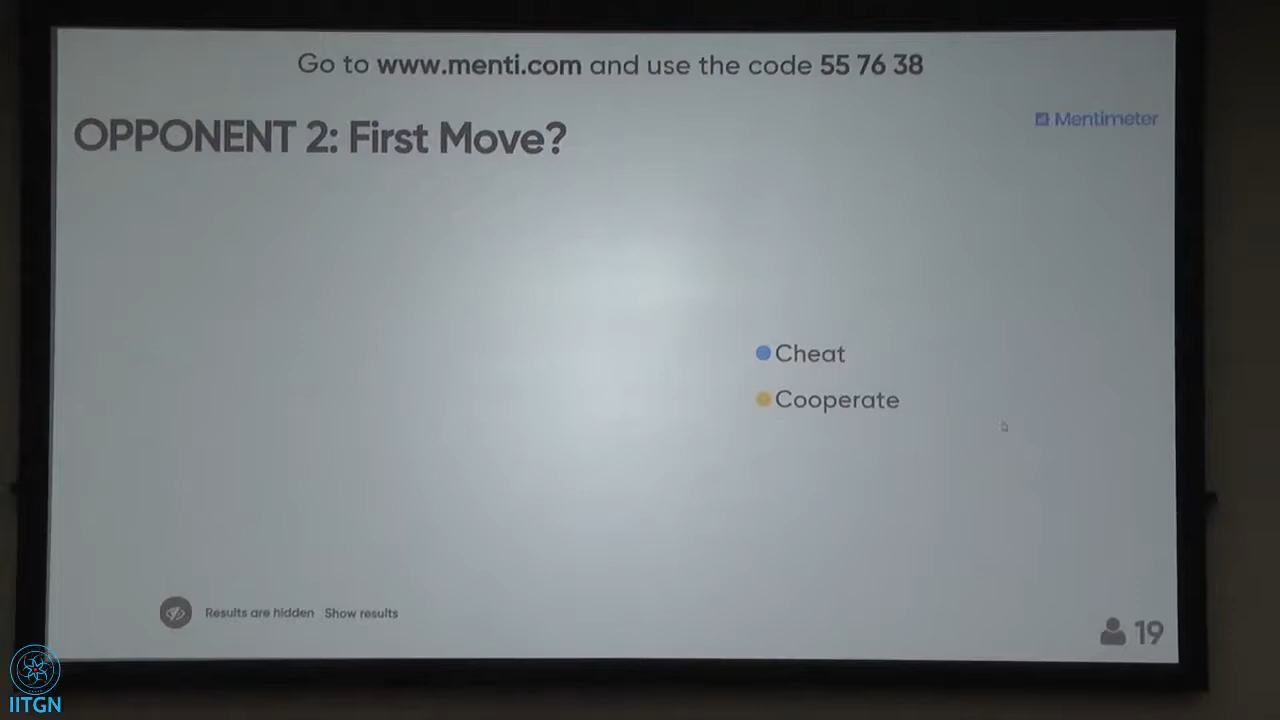 Go to www.menti.com and use the code 55 76 38
OPPONENT 2: First Move?
Mentimeter
Cheat
Cooperate
Results are hidden Show results
19
IITGN